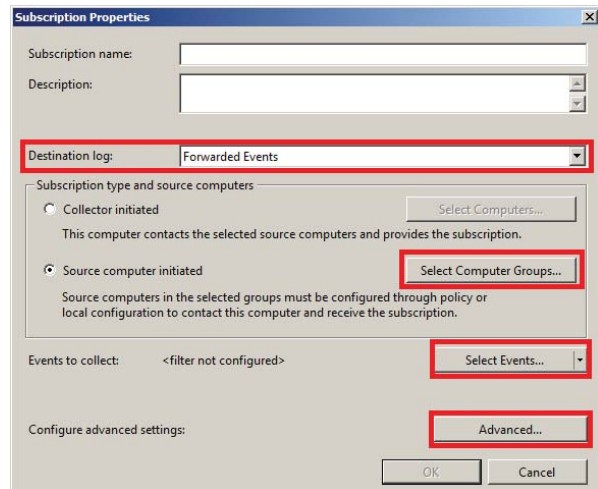 Subscription Properties
Subscription name:
Description:
Destination log: Forwarded Events
Subscription type and source computers
Collector initiated Select Computers...
This computer contacts the selected source computers and provides the subscription.
Source computer initiated Select Computer Groups...
Source computers in the selected groups must be configured through policy or
local configuration to contact this computer and receive the subscription.
Events to collect: <filter not configured> Select Events...
Configure advanced settings: Advanced...
OK Cancel